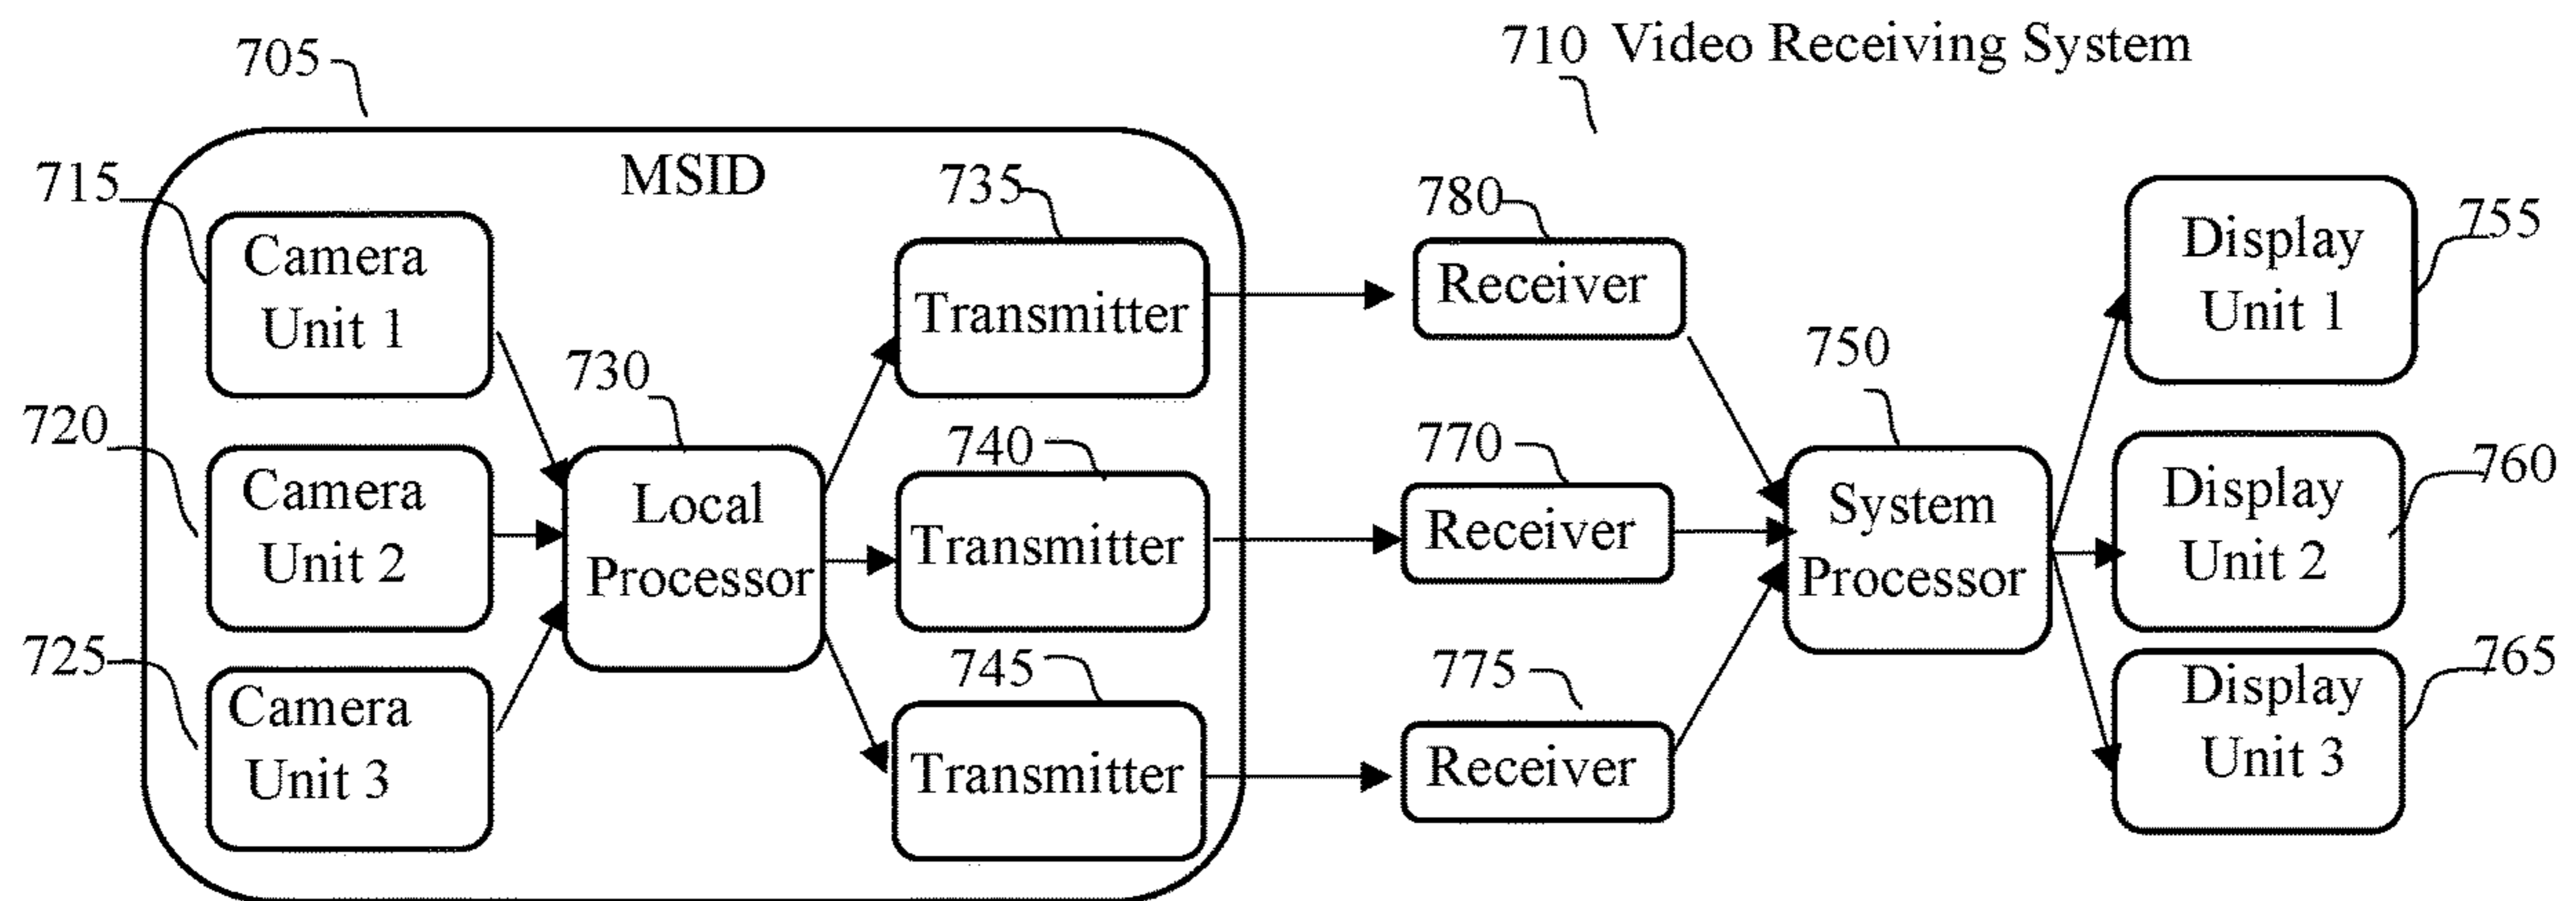 710 Video Receiving System
705
MSID
715
Camera
Unit 1
735
Transmitter
780
Receiver
Display
Unit 1
755
730
Local
Processor
750
System
Processor
720
Camera
Unit 2
740
Transmitter
770
Receiver
Display
Unit 2
760
725
Camera
Unit 3
745
Transmitter
775
Receiver
Display
Unit 3
765